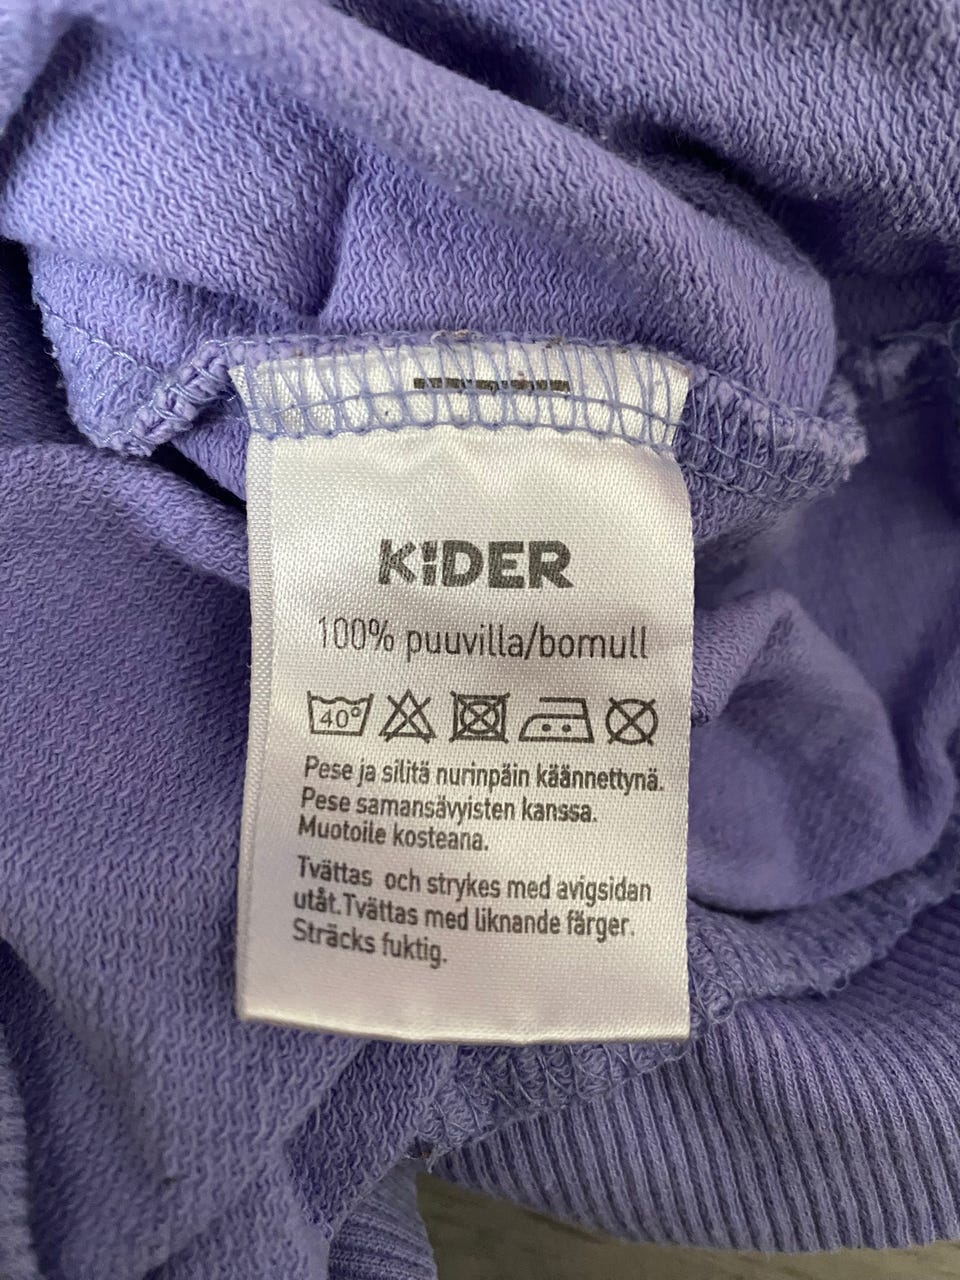 KiDER
100% puuvilla/bomull
40°
Pese ja silitä nurinpäin käännettynä.
Pese samansävyisten kanssa.
Muotoile kosteana.
Tvättas och strykes med avigsidan
utåt.Tvättas med liknande färger.
Sträcks fuktig.